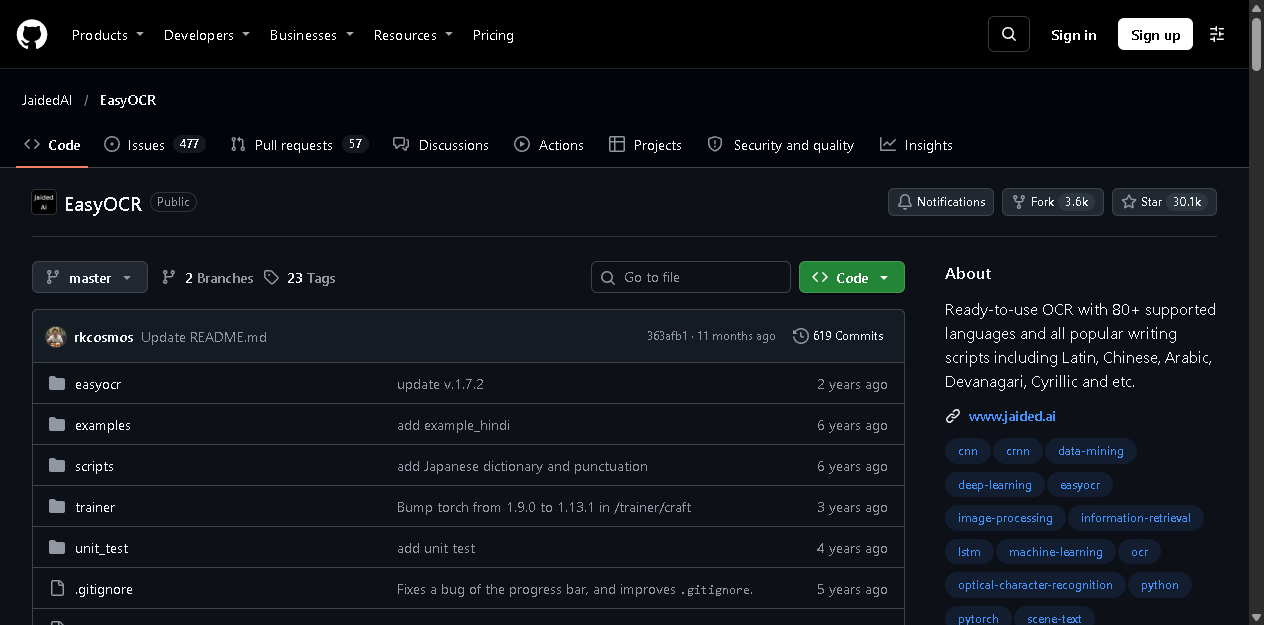 Products Developers Businesses Resources Pricing Sign in Sign up
JaidedAI / EasyOCR
Code Issues 477 Pull requests 57 Discussions Actions Projects Security and quality Insights
Jaided AI EasyOCR Public Notifications Fork 3.6k Star 30.1k
master 2 Branches 23 Tags Go to file Code
rkcosmos Update README.md 363afb1 · 11 months ago 619 Commits
easyocr update v.1.7.2 2 years ago
examples add example_hindi 6 years ago
scripts add Japanese dictionary and punctuation 6 years ago
trainer Bump torch from 1.9.0 to 1.13.1 in /trainer/craft 3 years ago
unit_test add unit test 4 years ago
.gitignore Fixes a bug of the progress bar, and improves .gitignore. 5 years ago
About
Ready-to-use OCR with 80+ supported
languages and all popular writing
scripts including Latin, Chinese, Arabic,
Devanagari, Cyrillic and etc.
www.jaided.ai
cnn crnn data-mining
deep-learning easyocr
image-processing information-retrieval
lstm machine-learning ocr
optical-character-recognition python
pytorch scene-text